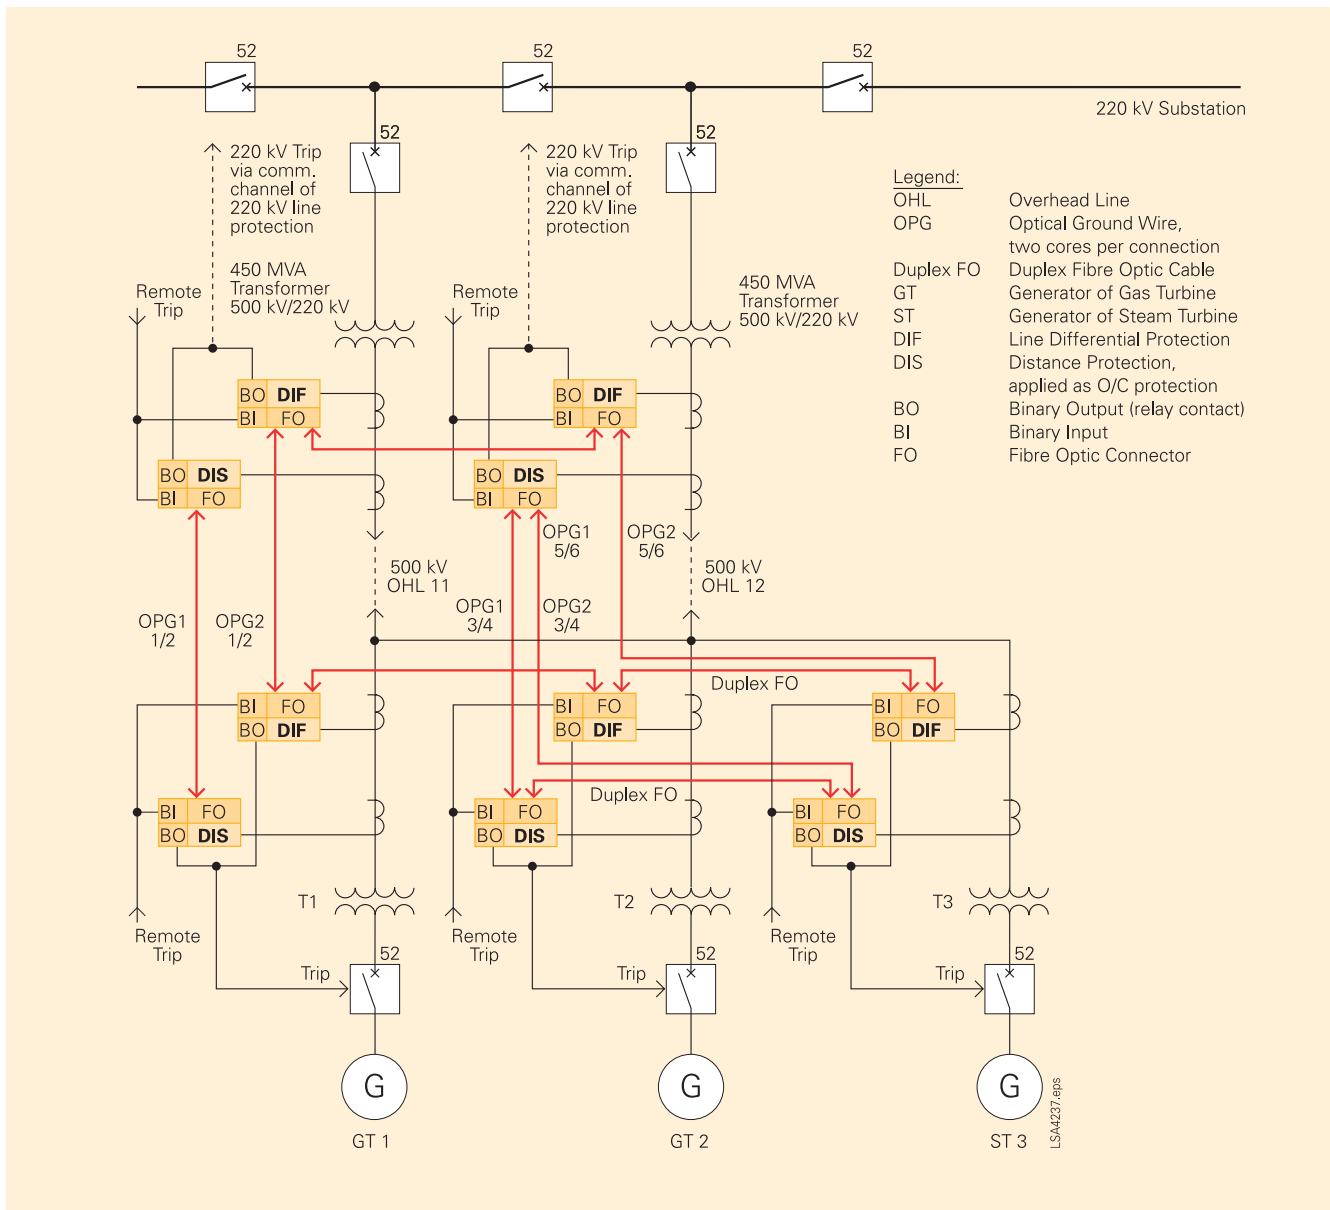 52
52
52
220 kV Substation
52
52
220 kV Trip
via comm.
channel of
220 kV line
protection
220 kV Trip
via comm.
channel of
220 kV line
protection
Legend:
OHL Overhead Line
OPG Optical Ground Wire,
two cores per connection
Duplex FO Duplex Fibre Optic Cable
GT Generator of Gas Turbine
ST Generator of Steam Turbine
DIF Line Differential Protection
DIS Distance Protection,
applied as O/C protection
BO Binary Output (relay contact)
BI Binary Input
FO Fibre Optic Connector
450 MVA
Transformer
500 kV/220 kV
450 MVA
Transformer
500 kV/220 kV
Remote
Trip
Remote
Trip
BO DIF
BI FO
BO DIF
BI FO
BO DIS
BI FO
BO DIS
BI FO
OPG1
5/6
OPG2
5/6
500 kV
OHL 11
500 kV
OHL 12
OPG1
1/2
OPG2
1/2
OPG1
3/4
OPG2
3/4
Duplex FO
BI FO
BO DIF
BI FO
BO DIF
BI FO
BO DIF
Duplex FO
BI FO
BO DIS
BI FO
BO DIS
BI FO
BO DIS
T1
T2
T3
Remote
Trip
Remote
Trip
Remote
Trip
52
52
52
Trip
Trip
Trip
G
G
G
GT 1
GT 2
ST 3
LSA4237.eps